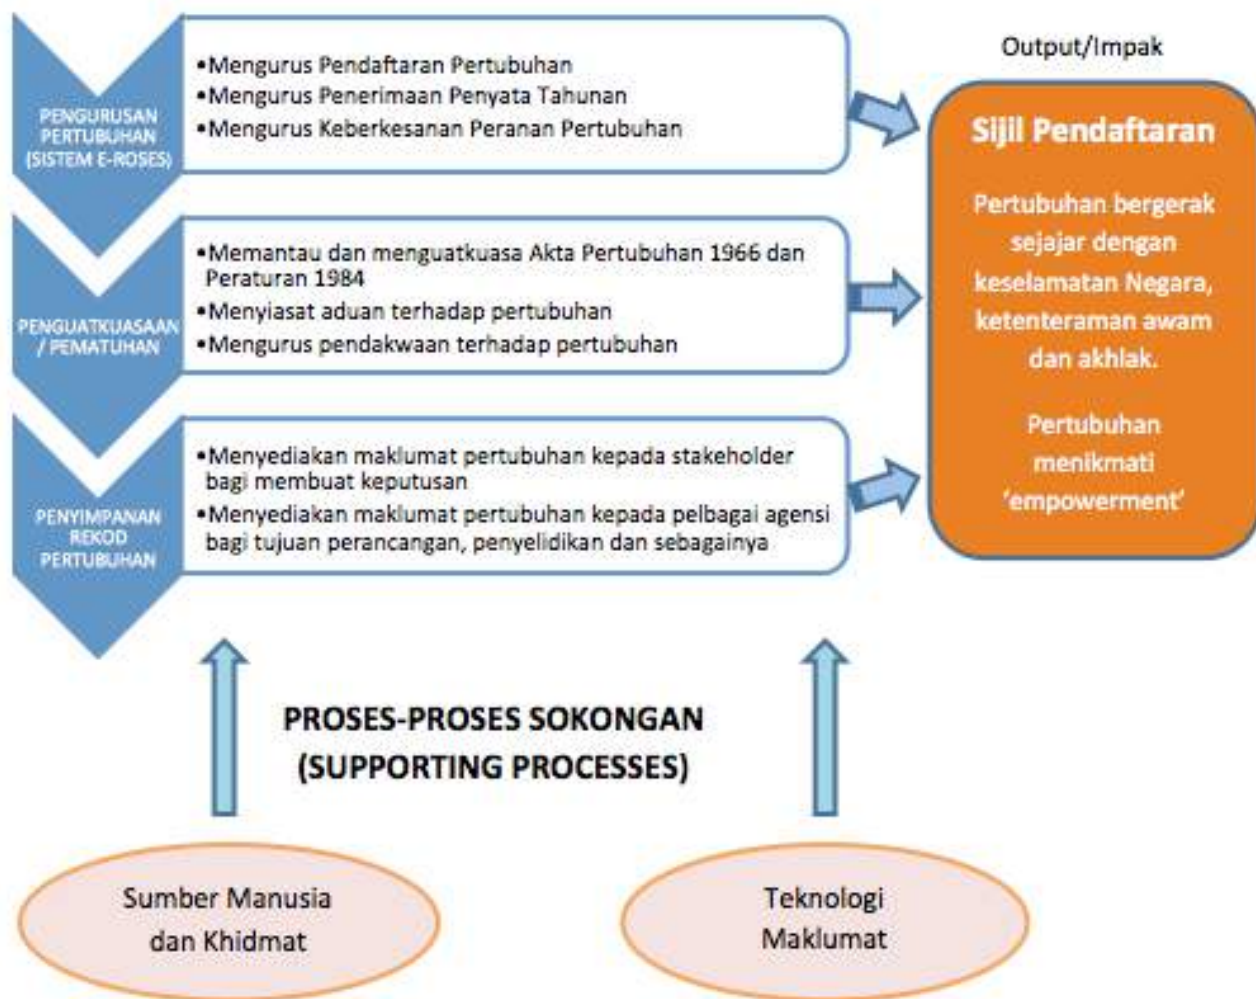 PENGURUSAN
PERTUBUHAN
(SISTEM E-ROSES)
•Mengurus Pendaftaran Pertubuhan
•Mengurus Penerimaan Penyata Tahunan
•Mengurus Keberkesanan Peranan Pertubuhan
PENGUATKUASAAN
/ PEMATUHAN
•Memantau dan menguatkuasa Akta Pertubuhan 1966 dan
Peraturan 1984
•Menyiasat aduan terhadap pertubuhan
•Mengurus pendakwaan terhadap pertubuhan
PENYIMPANAN
REKOD
PERTUBUHAN
•Menyediakan maklumat pertubuhan kepada stakeholder
bagi membuat keputusan
•Menyediakan maklumat pertubuhan kepada pelbagai agensi
bagi tujuan perancangan, penyelidikan dan sebagainya
Output/Impak
Sijil Pendaftaran
Pertubuhan bergerak
sejajar dengan
keselamatan Negara,
ketenteraman awam
dan akhlak.
Pertubuhan
menikmati
‘empowerment’
PROSES-PROSES SOKONGAN
(SUPPORTING PROCESSES)
Sumber Manusia
dan Khidmat
Teknologi
Maklumat